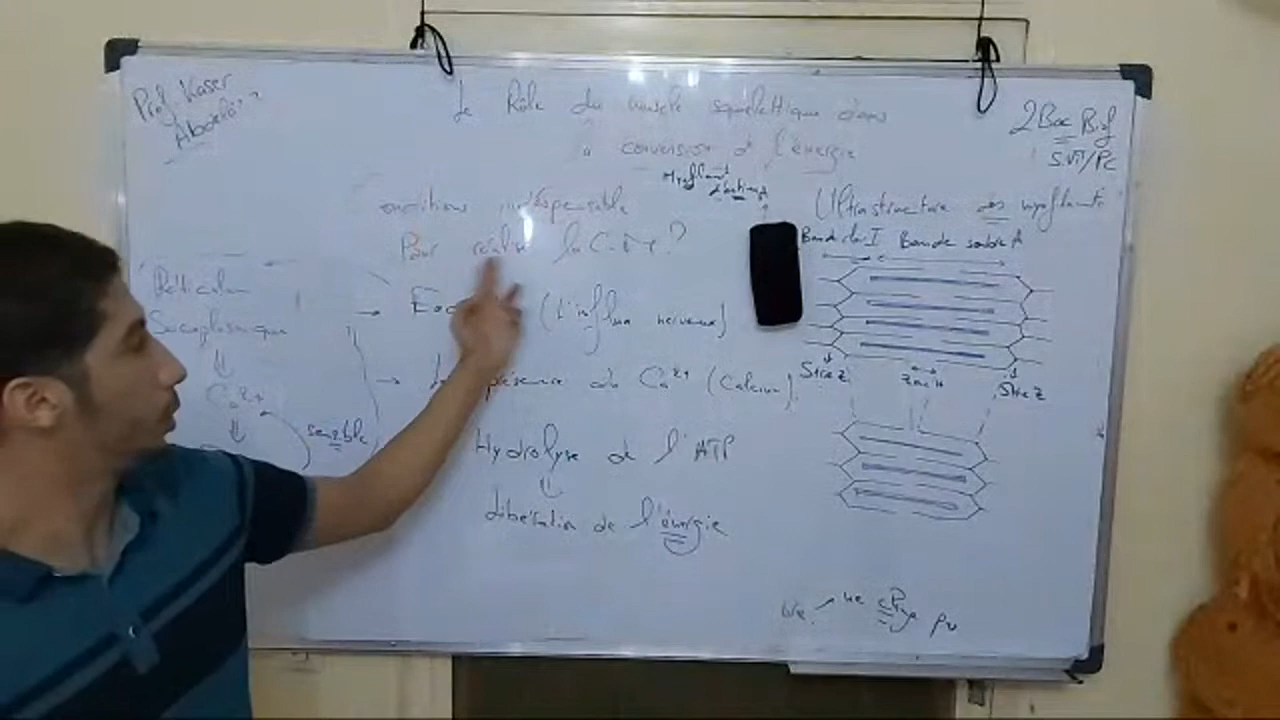 Prof. Yaser
Le Rôle du muscle squelettique dans
la conversion de l'énergie
2Bac Biof
SVT/PC
Conditions indispensable
Pour réaliser la C.M?
→ (L'influx nerveux)
→ La présence du Ca2+ (Calcium).
Hydrolyse de l'ATP
⇓
libération de l'énergie
Réticulum
Sarcoplasmique
⇓
Ca2+
⇓
sensible
Myofilament
d'actine
Ultrastructure des myofilaments
Bande claire I Bande sombre A
Strie Z
Zone H
Strie Z